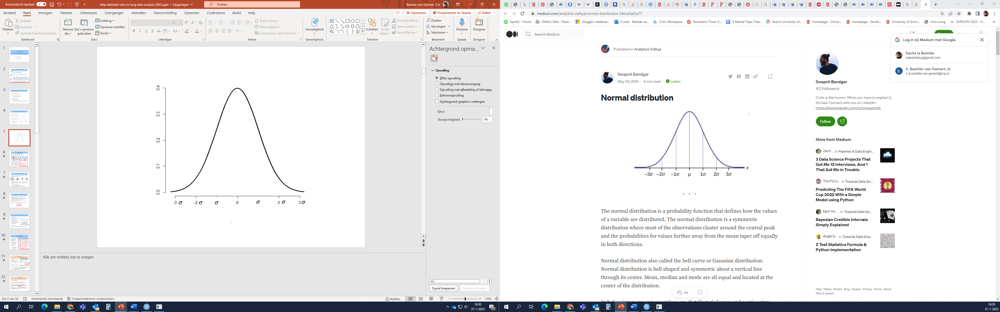 Automatisch opslaan
help statistiek intro to long data analysis 2023.pptx • Opgeslagen
Zoeken
Bastide-van Gemert, S la
Bestand Start Invoegen Tekenen Ontwerpen Overgangen Animaties Diavoorstelling Opnemen Controleren Beeld Help
Opnemen Presenteren in Teams Delen
Plakken
Knippen
Kopiëren
Opmaak kopiëren/plakken
Klembord
Nieuwe dia
Dia's opnieuw gebruiken
Indeling
Opnieuw instellen
Sectie
Dia's
18
Lettertype
Tekstrichting
Tekst uitlijnen
Converteren naar SmartArt
Alinea
Gevoeligheid
Gevoeligheid
Schikken
Snelle stijlen
Vormopvulling
Vormcontour
Vormeffecten
Tekenen
Zoeken
Vervangen
Selecteren
Bewerken
Dicteren
Spraak
Designer
Designer
1
2
3
4
5
6
7
8
9
10
11
12
0.4
0.3
0.2
0.1
0.0
-3 σ -2 σ σ 0 σ 2 σ 3 σ
Klik om notities toe te voegen
Achtergrond opma...
Opvulling
Effen opvulling
Opvulling met kleurovergang
Opvulling met afbeelding of bitmappa
Patroonopvulling
Achtergrond-graphics verbergen
Kleur
Doorzichtigheid 0%
Overal toepassen Opnieuw instellen
Dia 5 van 34 Nederlands (standaard) Toegankelijkheid: onderzoeken
Notities 108%
16:30
31-1-2023
20
medium.com/analytics-vidhya/normal-distribution-54eca3a63a77
Spotify – Home XS4ALL Mail :: Postv... Inloggen medewer... E-mail - Bastide-va... Citrix Workspace Pomodoro Timer O... 4 Mental Traps That... Search University of... Homepage - Univer... Homepage - Sandb... University of Groni... citrix umcg EUROCIM 2023 - H...
Search Medium
Log in bij Medium met Google
Sacha la Bastide
slabastidevg@gmail.com
S.
S. Bastide-van Gemert, la
s.la.bastide-van.gemert@rug.nl
Published in Analytics Vidhya
Swapnil Bandgar
May 29, 2021 · 6 min read · Listen
Normal distribution
x
−3σ −2σ −1σ μ 1σ 2σ 3σ
. . .
The normal distribution is a probability function that defines how the values
of a variable are distributed. The normal distribution is a symmetric
distribution where most of the observations cluster around the central peak
and the probabilities for values further away from the mean taper off equally
in both directions.
Normal distribution also called the bell curve or Gaussian distribution.
Normal distribution is bell shaped and symmetric about a vertical line
through its center. Mean, median and mode are all equal and located at the
center of the distribution.
54
Swapnil Bandgar
43 Followers
Code is like humor. When you have to explain it,
it's bad. Connect with me on LinkedIn :
https://www.linkedin.com/in/imswapnilb
Follow
More from Medium
Zach... in Pipeline: A Data Engin...
3 Data Science Projects That
Got Me 12 Interviews. And 1
That Got Me in Trouble.
The PyCo... in Towards Data Sci...
Predicting The FIFA World
Cup 2022 With a Simple
Model using Python
Egor Ho... in Towards Data Sci...
Bayesian Credible Intervals
Simply Explained
Angel D... in Towards Data Scie...
Z Test Statistics Formula &
Python Implementation
Help Status Writers Blog Careers Privacy Terms About
Text to speech
16:29
31-1-2023